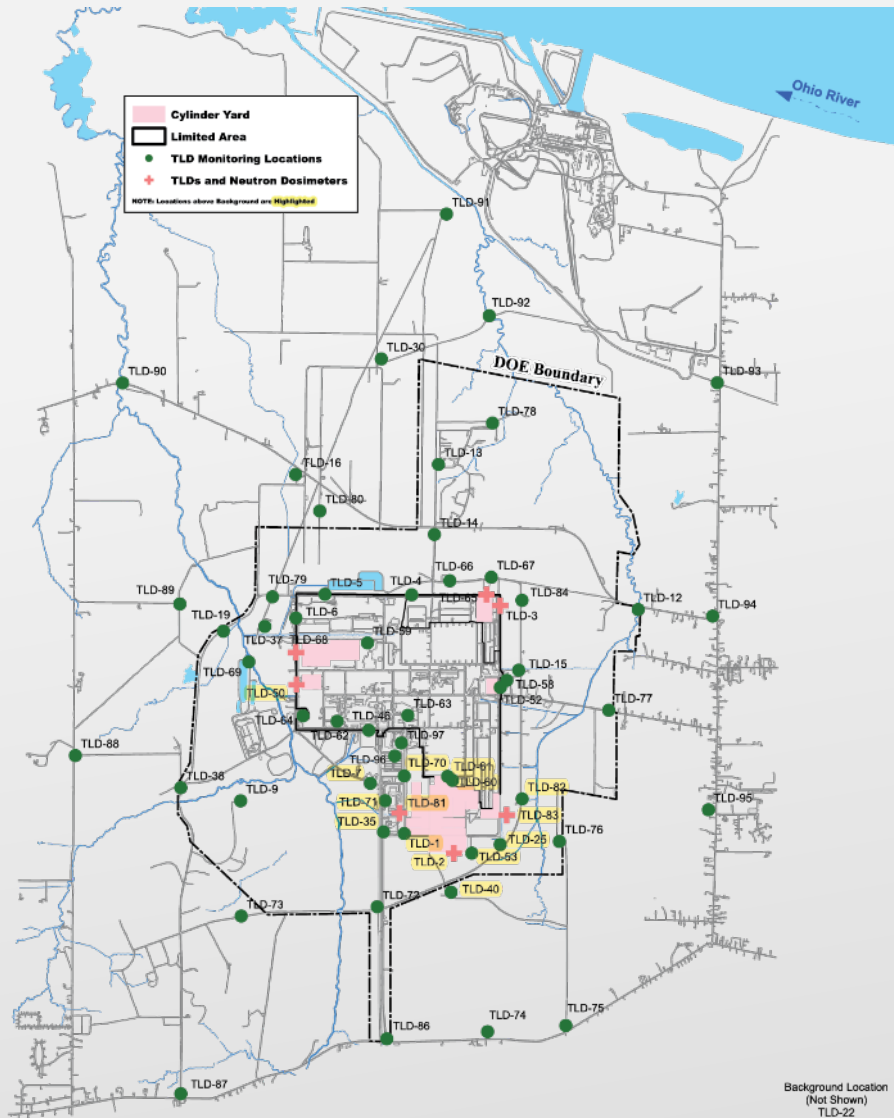 Ohio River
Cylinder Yard
Limited Area
TLD Monitoring Locations
TLDs and Neutron Dosimeters
NOTE: Locations above Background are Highlighted
TLD-91
TLD-92
TLD-30
DOE Boundary
TLD-90
TLD-93
TLD-78
TLD-13
TLD-16
TLD-80
TLD-14
TLD-66
TLD-67
TLD-79
TLD-5
TLD-4
TLD-65
TLD-84
TLD-89
TLD-3
TLD-12
TLD-94
TLD-6
TLD-19
TLD-37
TLD-68
TLD-59
TLD-69
TLD-15
TLD-58
TLD-50
TLD-52
TLD-77
TLD-64
TLD-62
TLD-46
TLD-63
TLD-97
TLD-88
TLD-96
TLD-70
TLD-61
TLD-7
TLD-60
TLD-38
TLD-9
TLD-82
TLD-71
TLD-81
TLD-83
TLD-95
TLD-35
TLD-76
TLD-1
TLD-25
TLD-2
TLD-53
TLD-40
TLD-72
TLD-73
TLD-74
TLD-75
TLD-86
TLD-87
Background Location
(Not Shown)
TLD-22